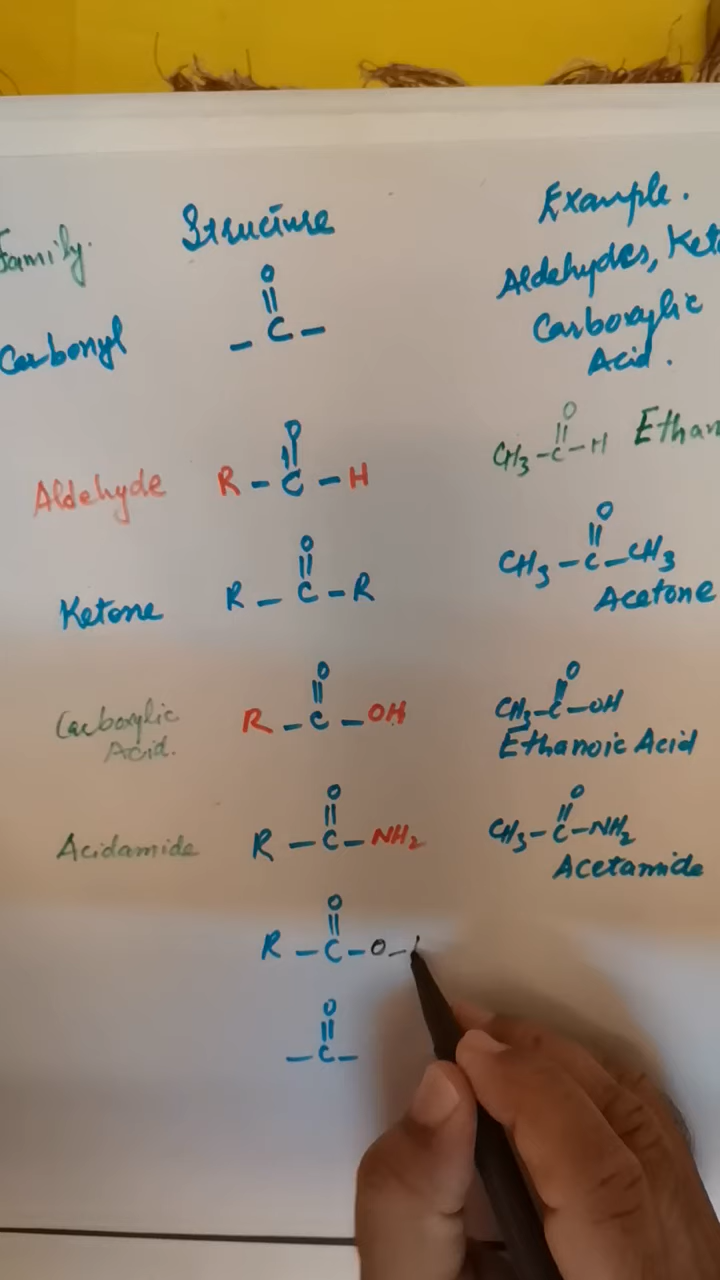 Family. Structure Example.
Carbonyl
O
||
– C –
Aldehydes, Keto
Carboxylic
Acid.
Aldehyde
O
||
R – C – H
O
||
CH3 – C – H Ethan
Ketone
O
||
R – C – R
O
||
CH3 – C – CH3
Acetone
Carboxylic
Acid.
O
||
R – C – OH
O
||
CH3 – C – OH
Ethanoic Acid
Acidamide
O
||
R – C – NH2
O
||
CH3 – C – NH2
Acetamide
O
||
R – C – O –
O
||
– C –